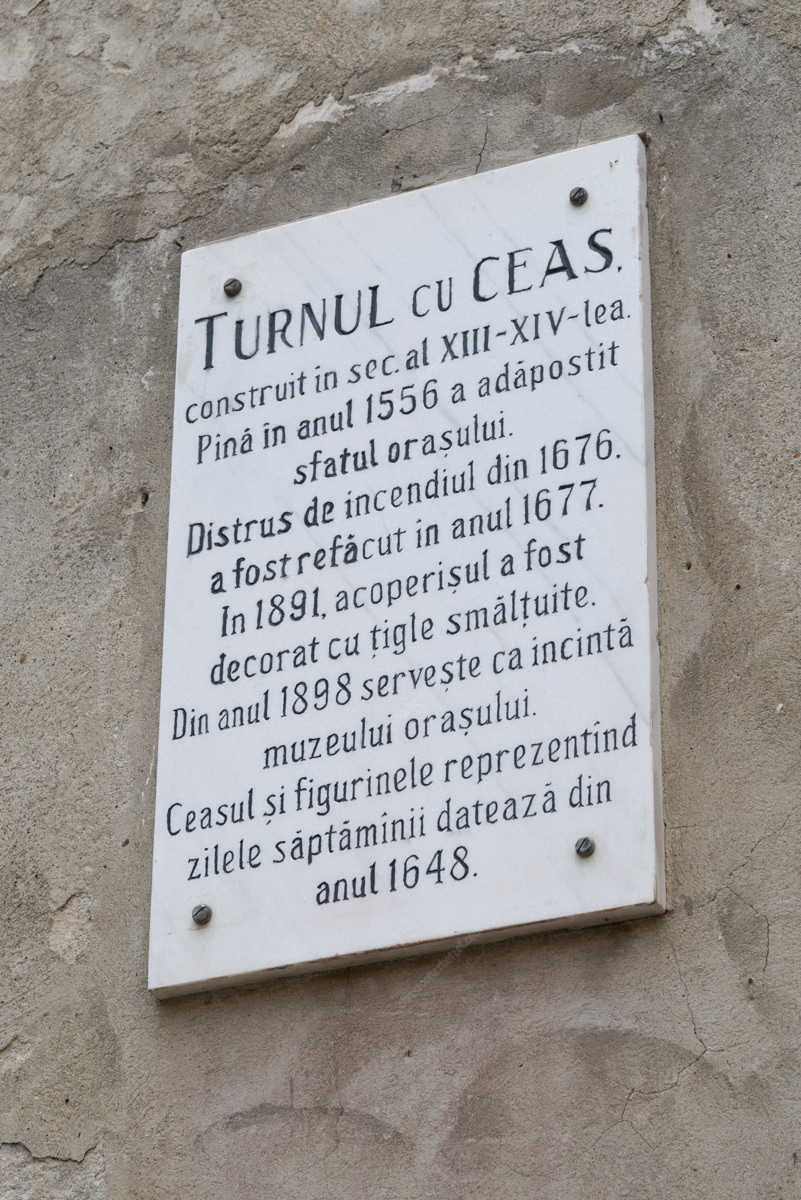 TURNUL CU CEAS.
construit in sec. al XIII-XIV-lea.
Pînă în anul 1556 a adăpostit
sfatul orașului.
Distrus de incendiul din 1676.
a fost refăcut in anul 1677.
In 1891, acoperișul a fost
decorat cu țigle smălțuite.
Din anul 1898 servește ca incintă
muzeului orașului.
Ceasul și figurinele reprezentînd
zilele săptămînii datează din
anul 1648.